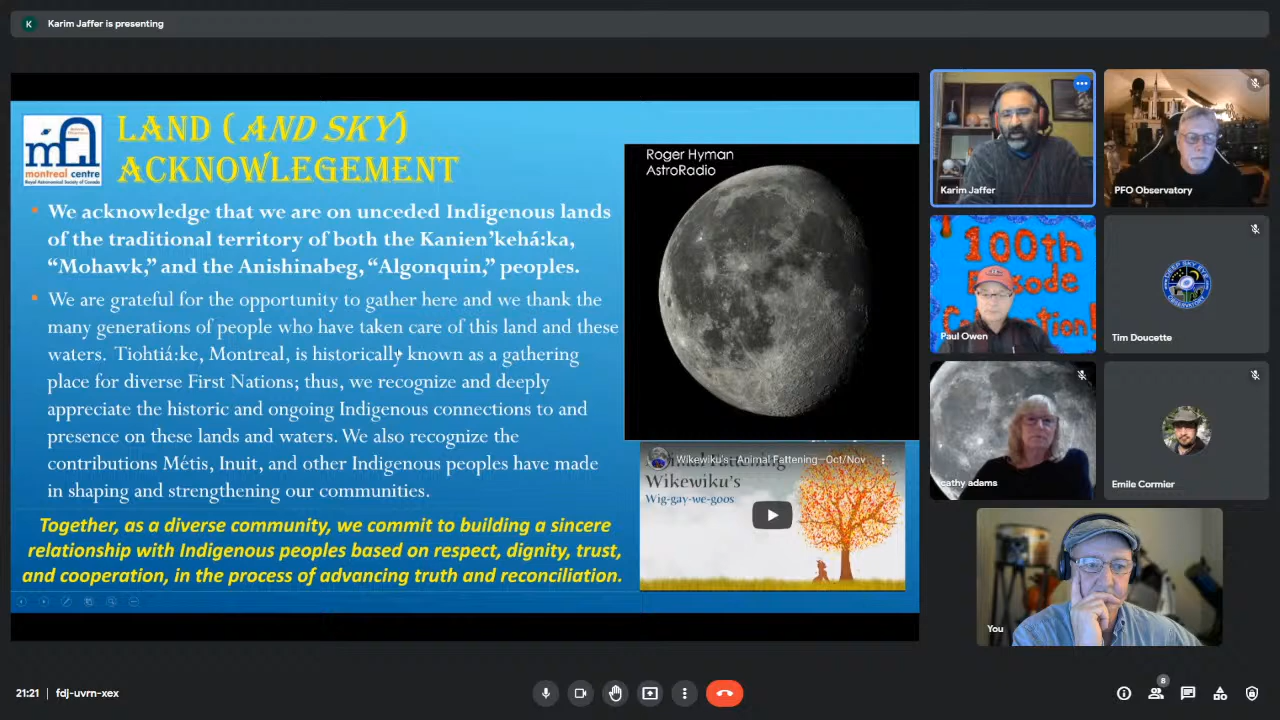 K
Karim Jaffer is presenting
montreal centre
Royal Astronomical Society of Canada
LAND (AND SKY)
ACKNOWLEGEMENT
• We acknowledge that we are on unceded Indigenous lands
of the traditional territory of both the Kanien’kehá:ka,
“Mohawk,” and the Anishinabeg, “Algonquin,” peoples.
• We are grateful for the opportunity to gather here and we thank the
many generations of people who have taken care of this land and these
waters. Tiohtiá:ke, Montreal, is historically known as a gathering
place for diverse First Nations; thus, we recognize and deeply
appreciate the historic and ongoing Indigenous connections to and
presence on these lands and waters. We also recognize the
contributions Métis, Inuit, and other Indigenous peoples have made
in shaping and strengthening our communities.
Together, as a diverse community, we commit to building a sincere
relationship with Indigenous peoples based on respect, dignity, trust,
and cooperation, in the process of advancing truth and reconciliation.
Roger Hyman
AstroRadio
Wikewiku's—Animal Fattening—Oct/Nov
Animal Fattening
Wikewiku's
Wig-gay-we-goos
Karim Jaffer
PFO Observatory
100th
Episode
Paul Owen
DEEP SKY EYE
OBSERVATORY
Tim Doucette
cathy adams
Emile Cormier
You
21:21 | fdj-uvrn-xex
8